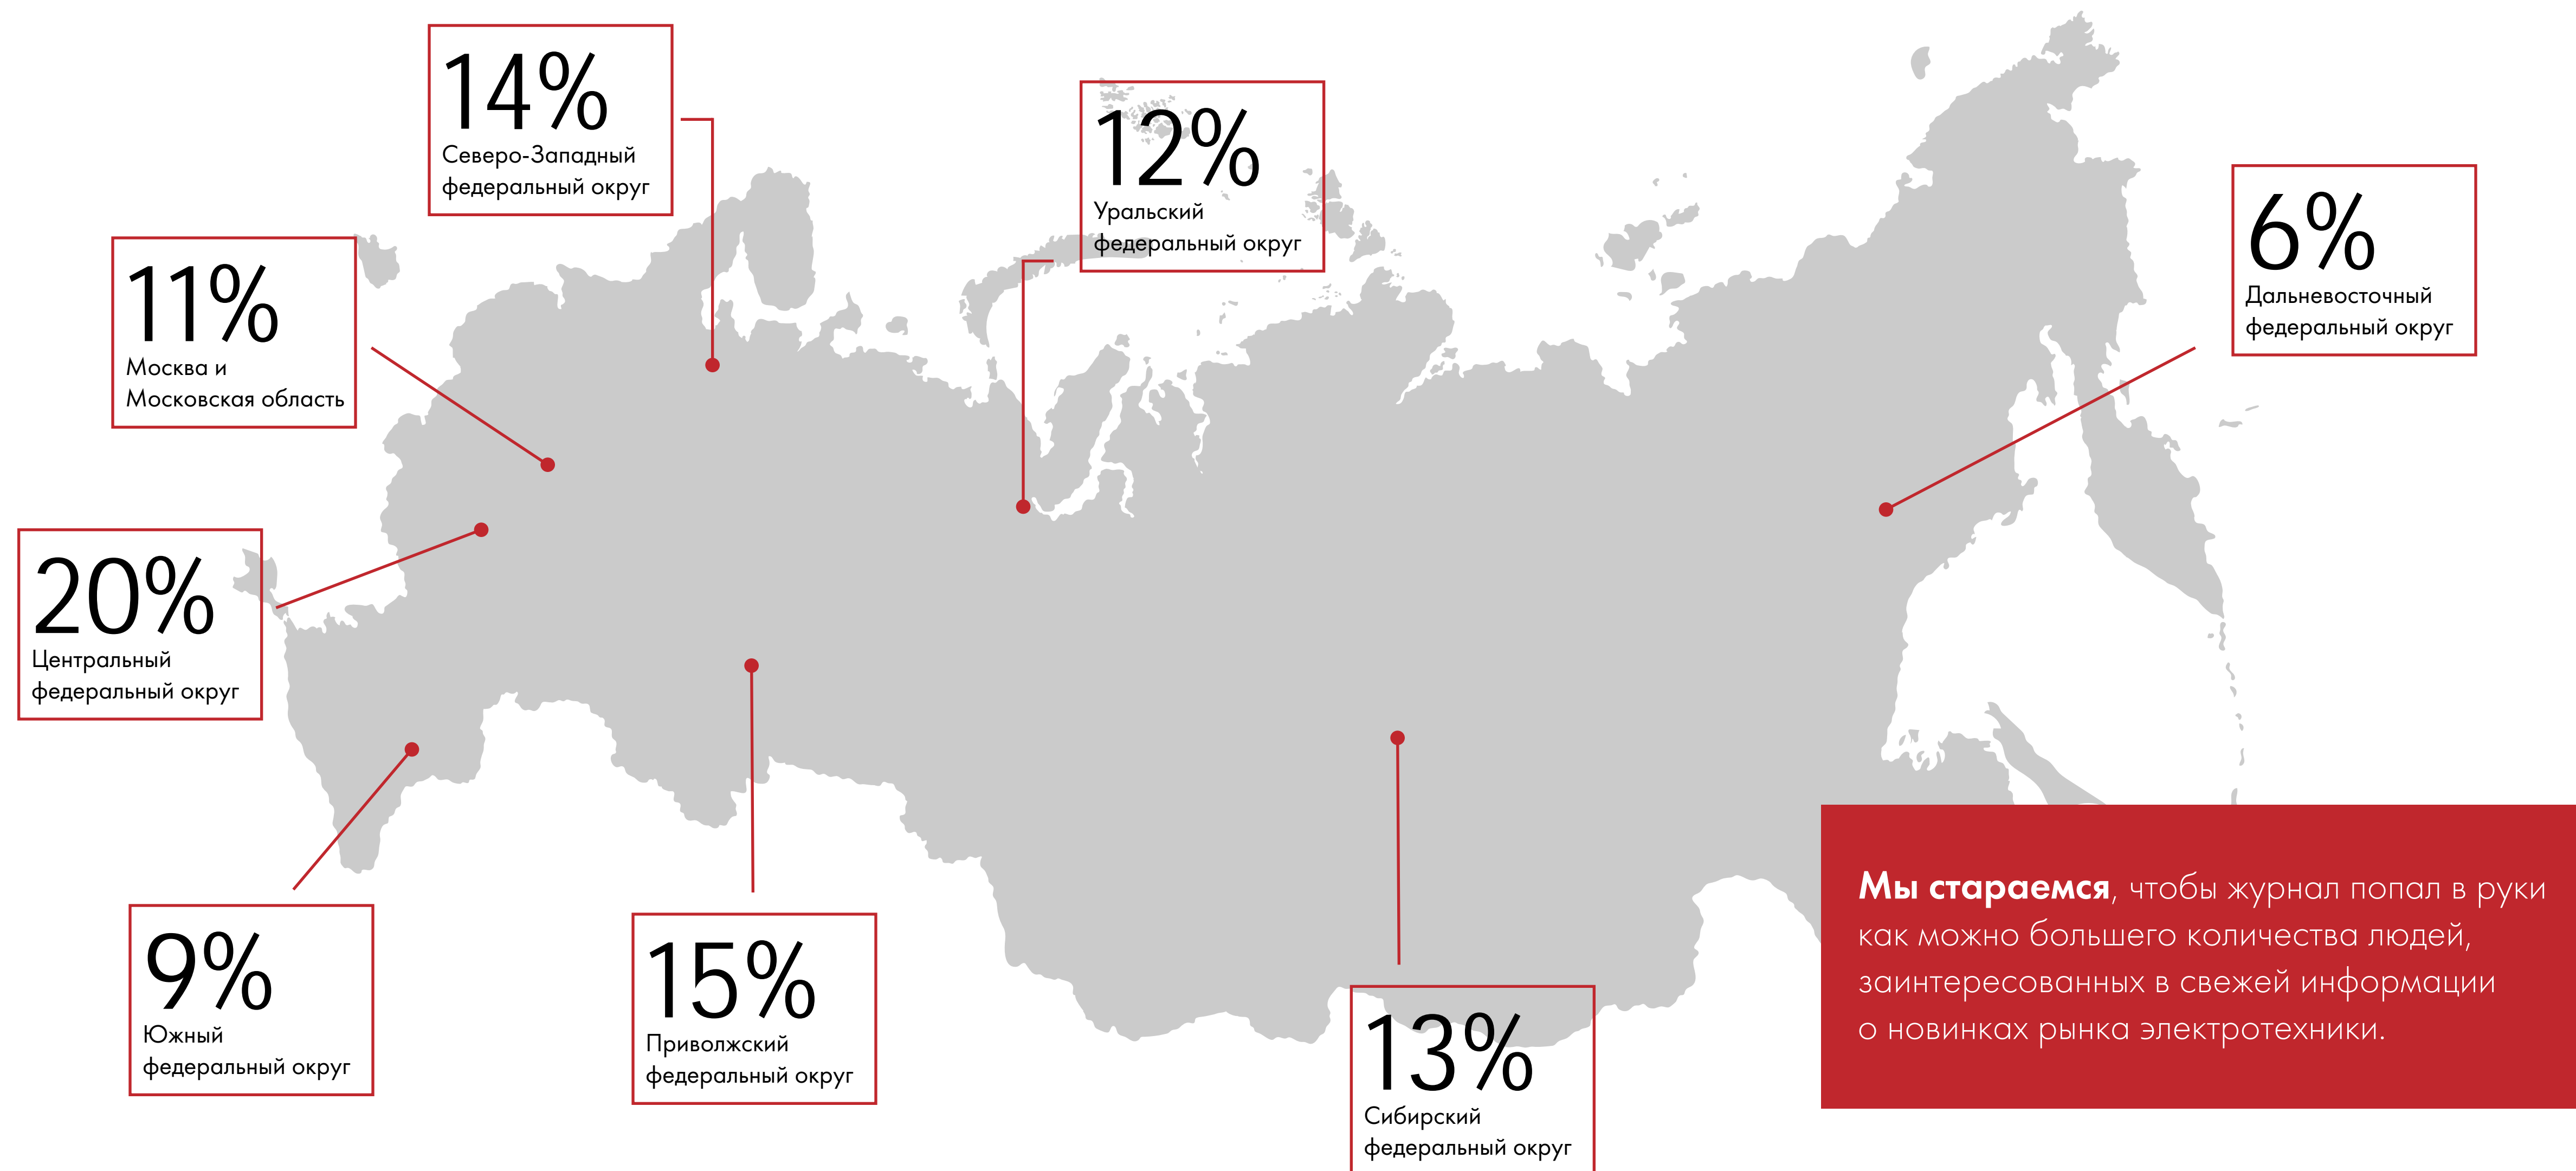 14%
Северо-Западный
федеральный округ
12%
Уральский
федеральный округ
6%
Дальневосточный
федеральный округ
11%
Москва и
Московская область
20%
Центральный
федеральный округ
9%
Южный
федеральный округ
15%
Приволжский
федеральный округ
13%
Сибирский
федеральный округ
Мы стараемся, чтобы журнал попал в руки
как можно большего количества людей,
заинтересованных в свежей информации
о новинках рынка электротехники.